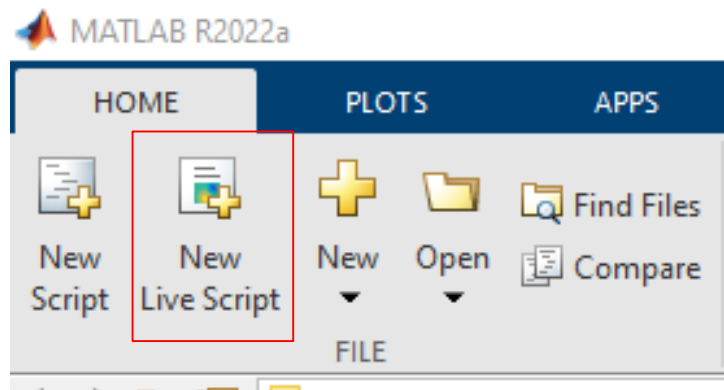 MATLAB R2022a
HOME PLOTS APPS
New Script
New Live Script
New
Open
Find Files
Compare
FILE